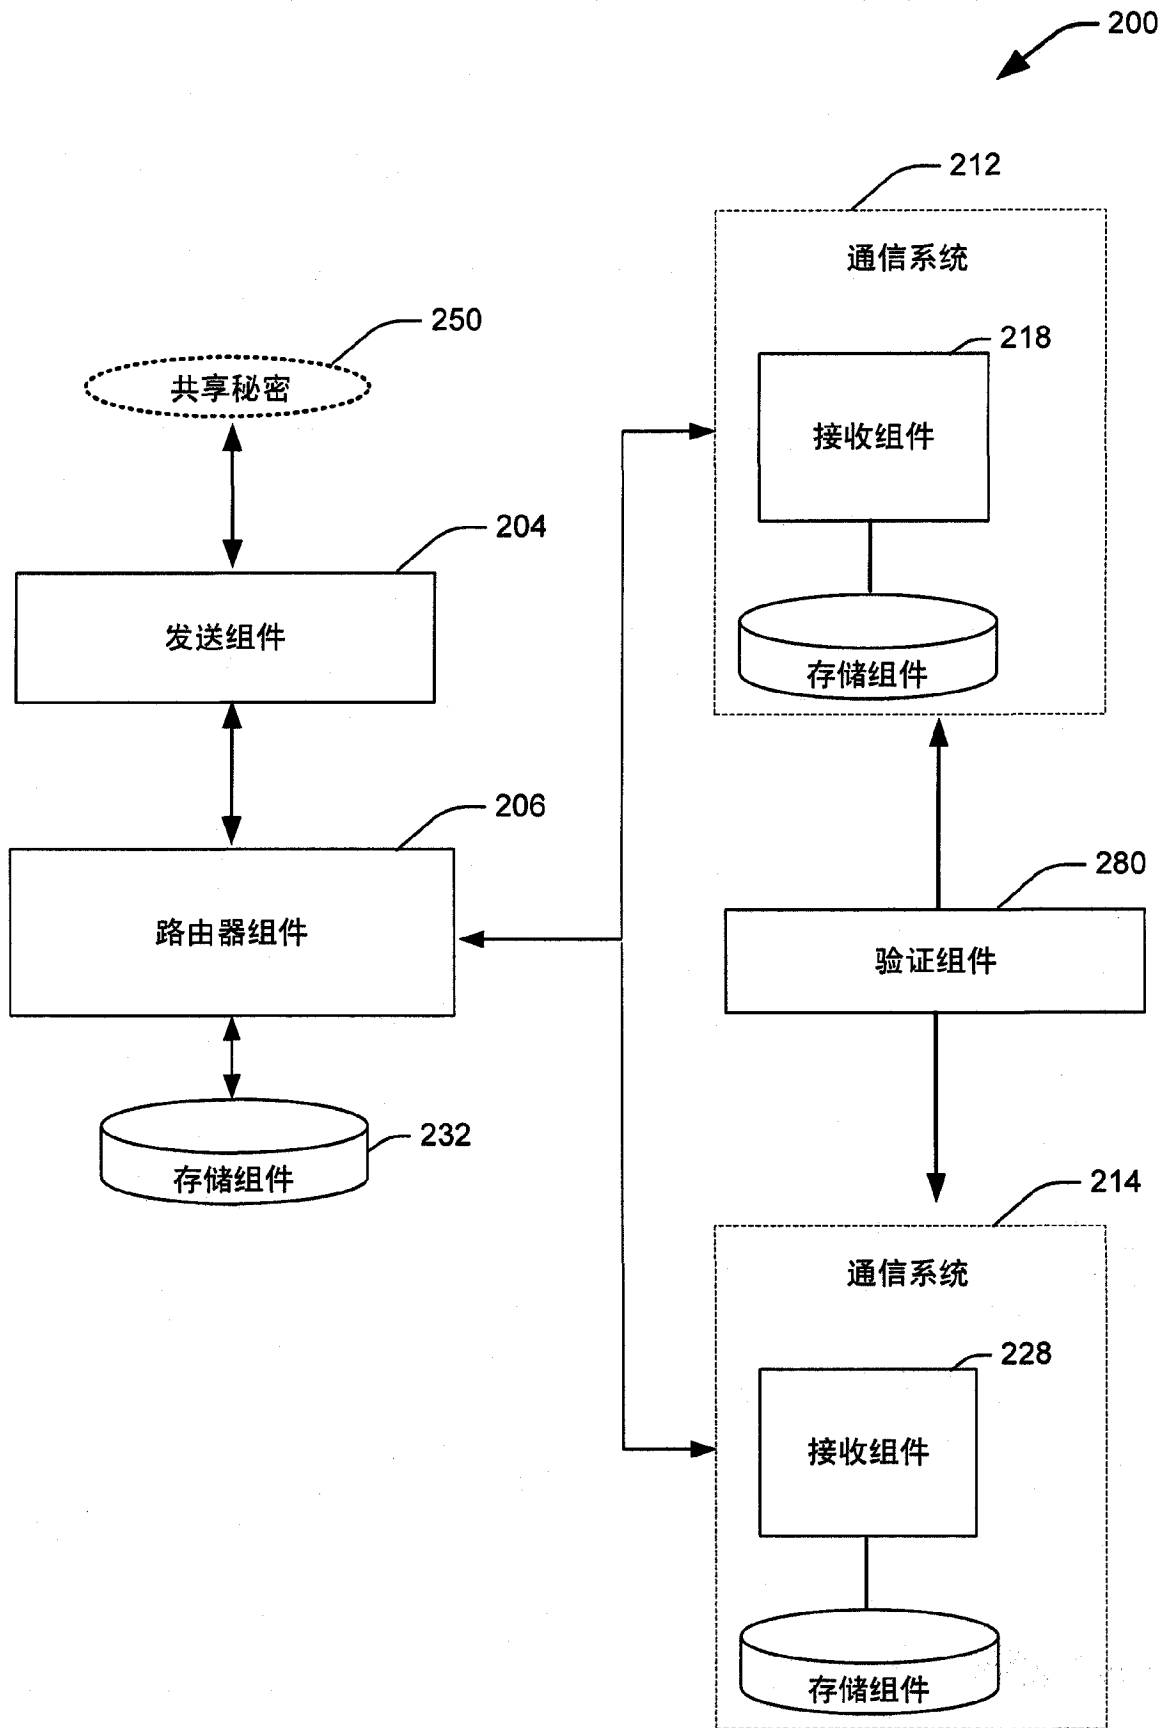 200
212
通信系统
218
接收组件
存储组件
250
共享秘密
204
发送组件
206
路由器组件
232
存储组件
280
验证组件
214
通信系统
228
接收组件
存储组件